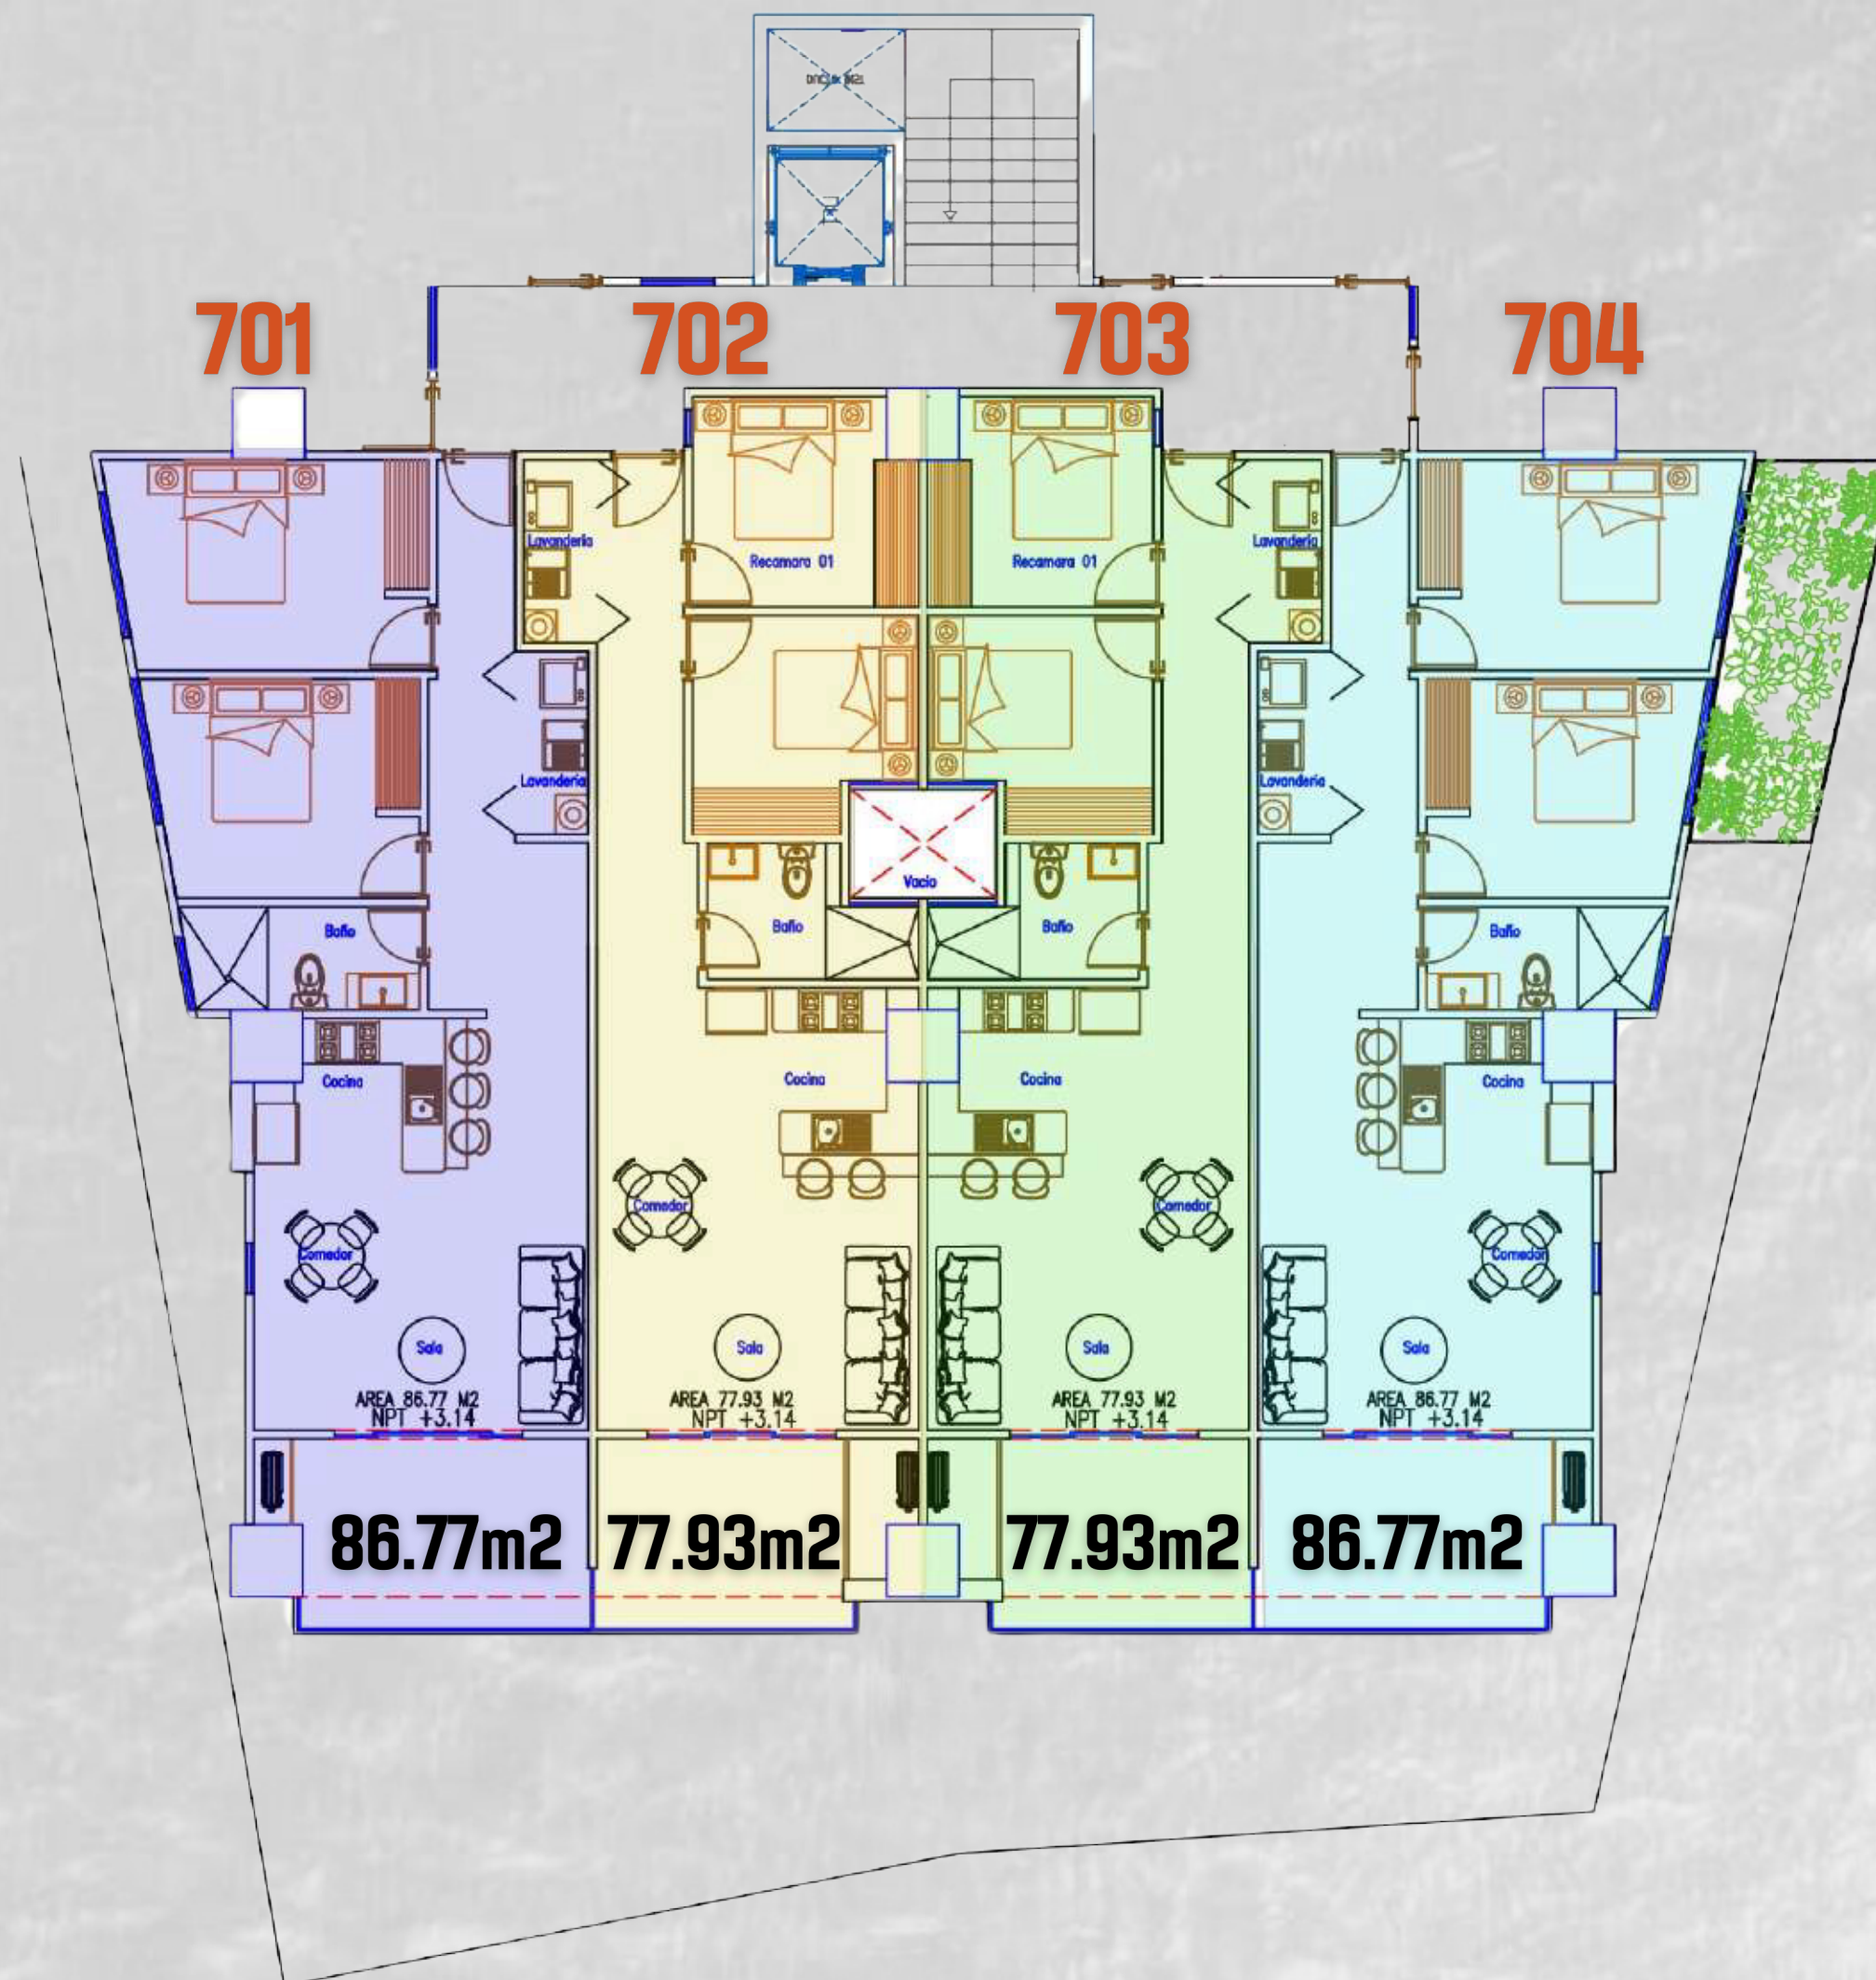 701
702
703
704
Recamara 01
Recamara 01
Lavanderia
Lavanderia
Lavanderia
Lavanderia
Vacio
Baño
Baño
Baño
Baño
Cocina
Cocina
Cocina
Cocina
Comedor
Comedor
Comedor
Comedor
Sala
Sala
Sala
Sala
AREA 86.77 M2
NPT +3.14
AREA 77.93 M2
NPT +3.14
AREA 77.93 M2
NPT +3.14
AREA 86.77 M2
NPT +3.14
86.77m2
77.93m2
77.93m2
86.77m2